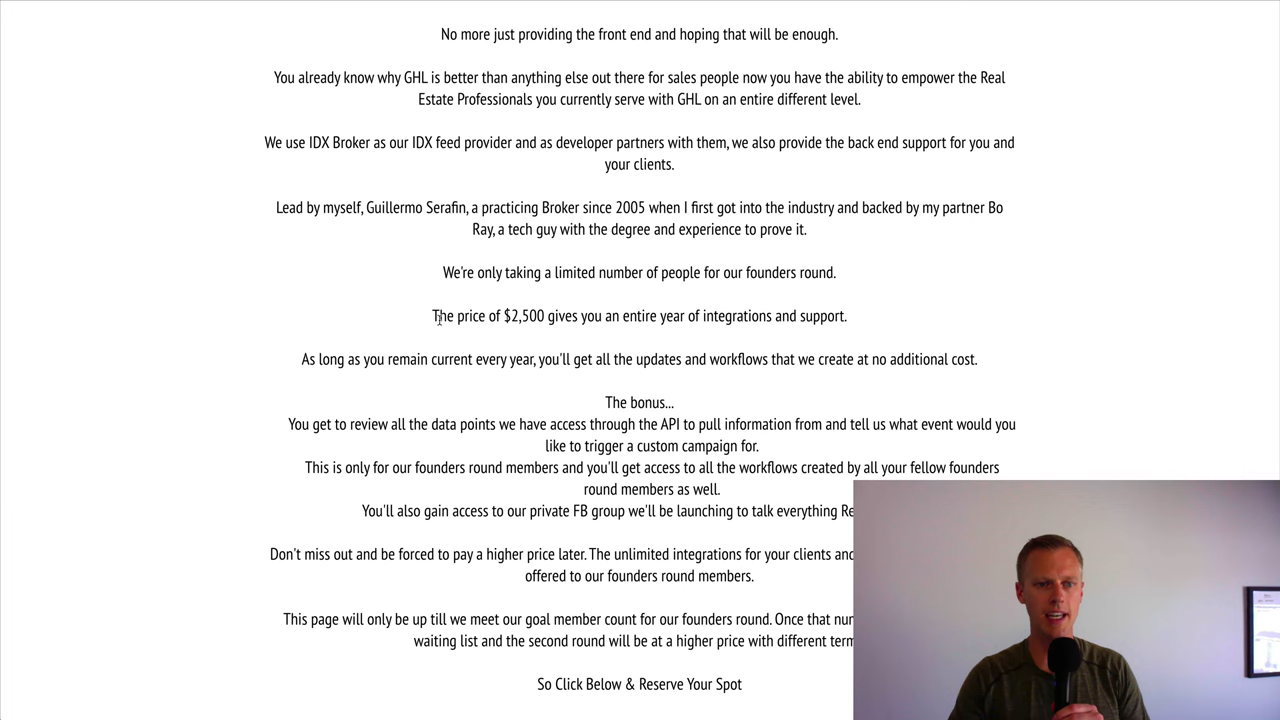 No more just providing the front end and hoping that will be enough.
You already know why GHL is better than anything else out there for sales people now you have the ability to empower the Real
Estate Professionals you currently serve with GHL on an entire different level.
We use IDX Broker as our IDX feed provider and as developer partners with them, we also provide the back end support for you and
your clients.
Lead by myself, Guillermo Serafin, a practicing Broker since 2005 when I first got into the industry and backed by my partner Bo
Ray, a tech guy with the degree and experience to prove it.
We're only taking a limited number of people for our founders round.
The price of $2,500 gives you an entire year of integrations and support.
As long as you remain current every year, you'll get all the updates and workflows that we create at no additional cost.
The bonus...
You get to review all the data points we have access through the API to pull information from and tell us what event would you
like to trigger a custom campaign for.
This is only for our founders round members and you'll get access to all the workflows created by all your fellow founders
round members as well.
You'll also gain access to our private FB group we'll be launching to talk everything
Don't miss out and be forced to pay a higher price later. The unlimited integrations for your clients and
offered to our founders round members.
This page will only be up till we meet our goal member count for our founders round. Once that
waiting list and the second round will be at a higher price with different
So Click Below & Reserve Your Spot